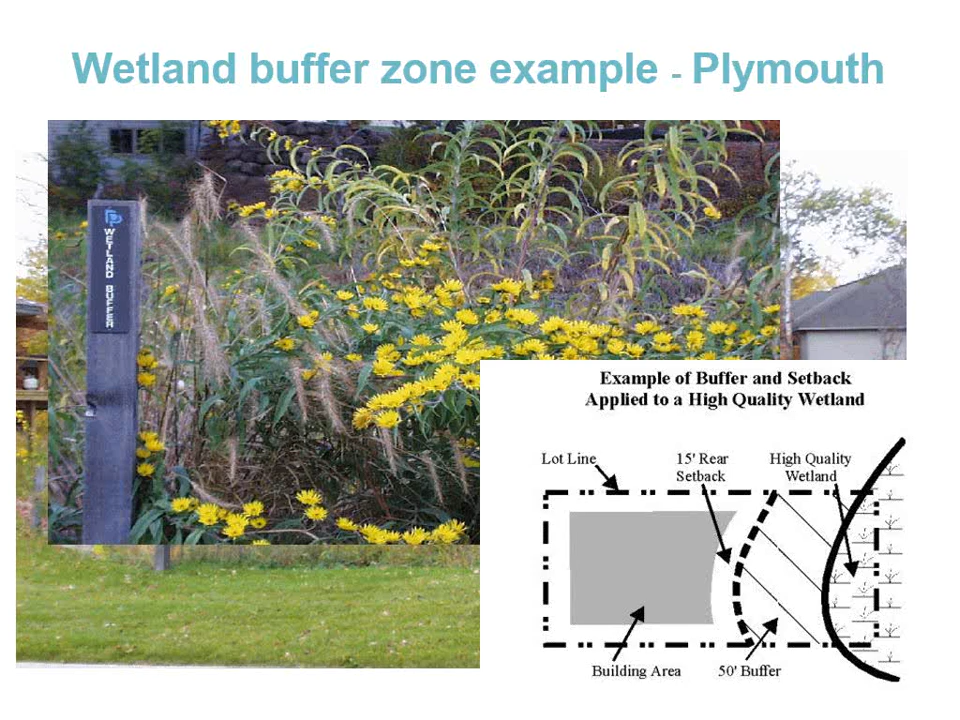 Wetland buffer zone example - Plymouth
WETLAND BUFFER
Example of Buffer and Setback
Applied to a High Quality Wetland
Lot Line
15' Rear
Setback
High Quality
Wetland
Building Area
50' Buffer